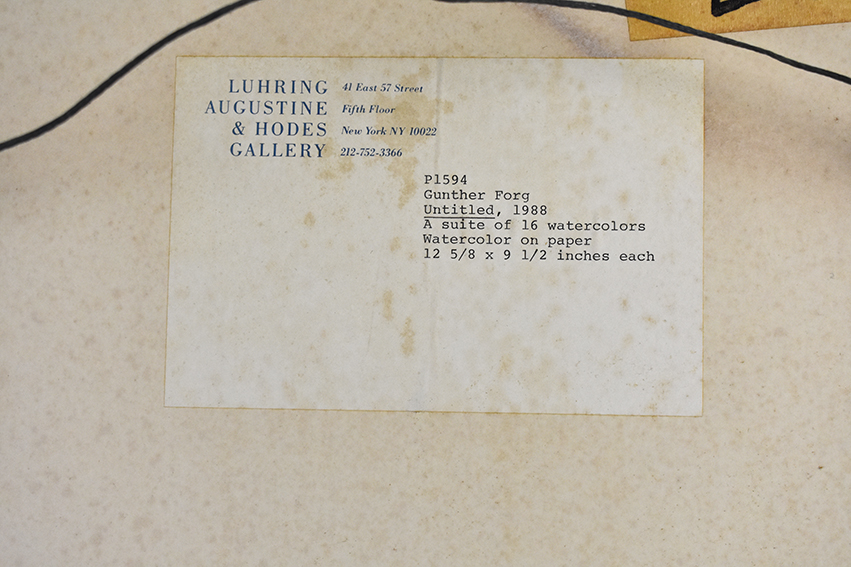 LUHRING 41 East 57 Street
AUGUSTINE Fifth Floor
& HODES New York NY 10022
GALLERY 212-752-3366
P1594
Gunther Forg
Untitled, 1988
A suite of 16 watercolors
Watercolor on paper
12 5/8 x 9 1/2 inches each